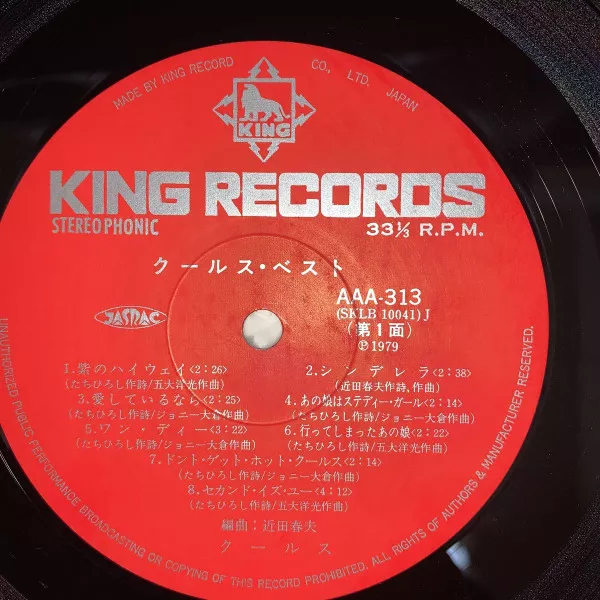 MADE BY KING RECORD CO., LTD. JAPAN
KING
KING RECORDS
STEREOPHONIC
33⅓ R.P.M.
クールス・ベスト
AAA-313
(SKLB 10041) J
(第1面)
℗1979
JASRAC
1.紫のハイウェイ<2:26>
(たちひろし作詩/五大洋光作曲)
2.シンデレラ<2:38>
(近田春夫作詩,作曲)
3.愛しているなら<2:25>
(たちひろし作詩/ジョニー大倉作曲)
4.あの娘はステディー・ガール<2:14>
(たちひろし作詩/ジョニー大倉作曲)
5.ワン・ディー<3:22>
(たちひろし作詩/ジョニー大倉作曲)
6.行ってしまったあの娘<2:22>
(たちひろし作詩/五大洋光作曲)
7.ドント・ゲット・ホット・クールス<2:14>
(たちひろし作詩/ジョニー大倉作曲)
8.セカンド・イズ・ユー<4:12>
(たちひろし作詩/五大洋光作曲)
編曲:近田春夫
クールス
UNAUTHORIZED PUBLIC PERFORMANCE BROADCASTING OR COPYING OF THIS RECORD PROHIBITED. ALL RIGHTS OF AUTHORS & MANUFACTURER RESERVED.